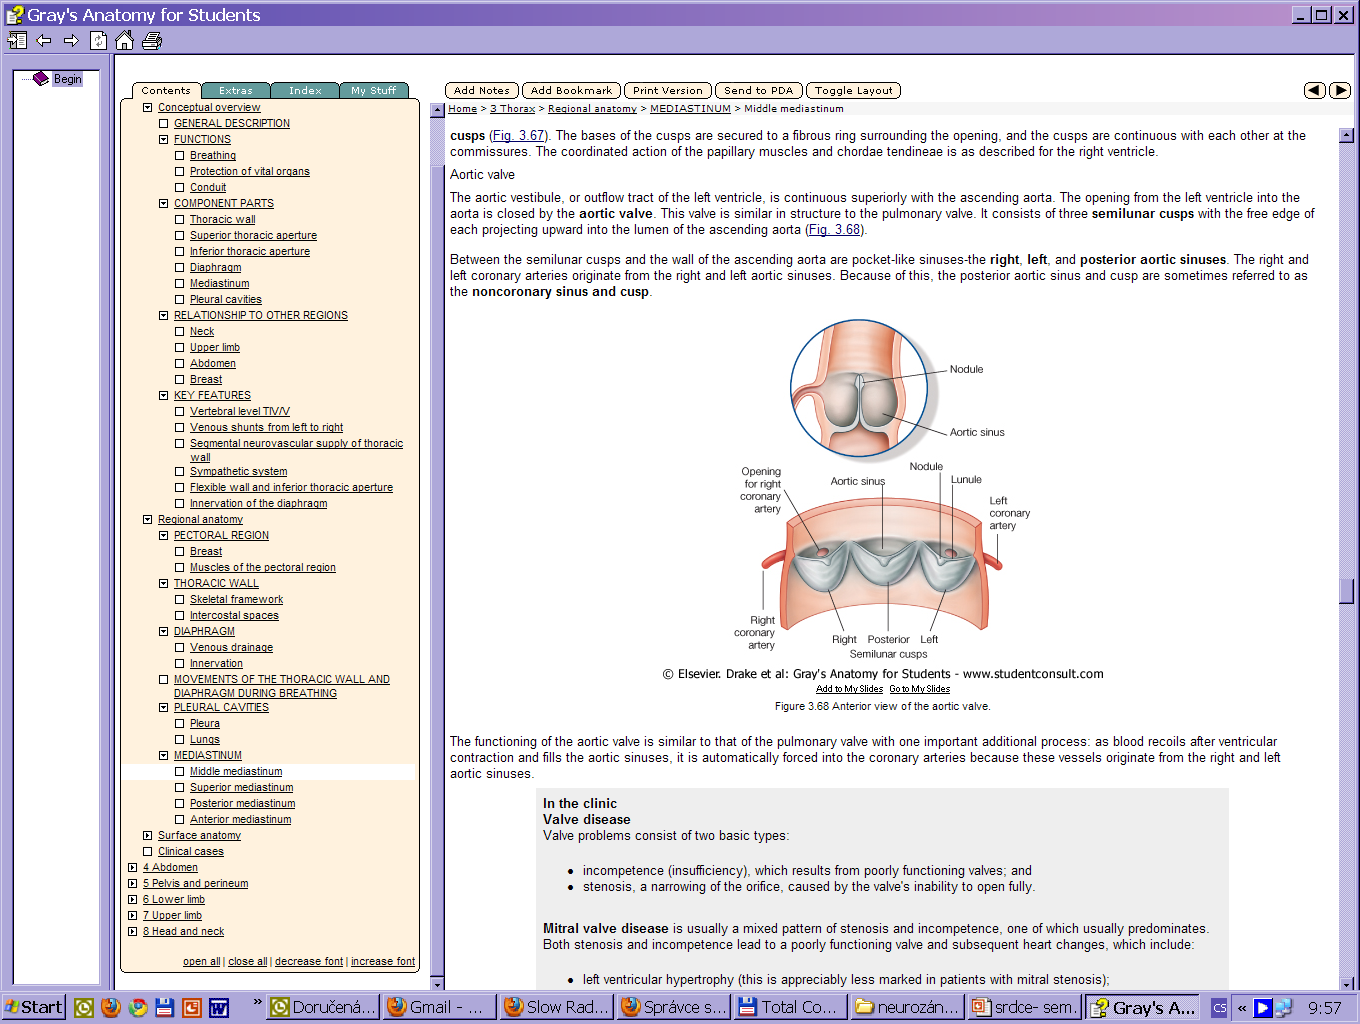 Gray's Anatomy for Students
Begin
Contents Extras Index My Stuff
Add Notes Add Bookmark Print Version Send to PDA Toggle Layout
Home > 3 Thorax > Regional anatomy > MEDIASTINUM > Middle mediastinum
Conceptual overview
GENERAL DESCRIPTION
FUNCTIONS
Breathing
Protection of vital organs
Conduit
COMPONENT PARTS
Thoracic wall
Superior thoracic aperture
Inferior thoracic aperture
Diaphragm
Mediastinum
Pleural cavities
RELATIONSHIP TO OTHER REGIONS
Neck
Upper limb
Abdomen
Breast
KEY FEATURES
Vertebral level TIV/V
Venous shunts from left to right
Segmental neurovascular supply of thoracic
wall
Sympathetic system
Flexible wall and inferior thoracic aperture
Innervation of the diaphragm
Regional anatomy
PECTORAL REGION
Breast
Muscles of the pectoral region
THORACIC WALL
Skeletal framework
Intercostal spaces
DIAPHRAGM
Venous drainage
Innervation
MOVEMENTS OF THE THORACIC WALL AND
DIAPHRAGM DURING BREATHING
PLEURAL CAVITIES
Pleura
Lungs
MEDIASTINUM
Middle mediastinum
Superior mediastinum
Posterior mediastinum
Anterior mediastinum
Surface anatomy
Clinical cases
4 Abdomen
5 Pelvis and perineum
6 Lower limb
7 Upper limb
8 Head and neck
open all | close all | decrease font | increase font
cusps (Fig. 3.67). The bases of the cusps are secured to a fibrous ring surrounding the opening, and the cusps are continuous with each other at the
commissures. The coordinated action of the papillary muscles and chordae tendineae is as described for the right ventricle.
Aortic valve
The aortic vestibule, or outflow tract of the left ventricle, is continuous superiorly with the ascending aorta. The opening from the left ventricle into the
aorta is closed by the aortic valve. This valve is similar in structure to the pulmonary valve. It consists of three semilunar cusps with the free edge of
each projecting upward into the lumen of the ascending aorta (Fig. 3.68).
Between the semilunar cusps and the wall of the ascending aorta are pocket-like sinuses-the right, left, and posterior aortic sinuses. The right and
left coronary arteries originate from the right and left aortic sinuses. Because of this, the posterior aortic sinus and cusp are sometimes referred to as
the noncoronary sinus and cusp.
Nodule
Aortic sinus
Opening
for right
coronary
artery
Aortic sinus
Nodule
Lunule
Left
coronary
artery
Right
coronary
artery
Right Posterior Left
Semilunar cusps
© Elsevier. Drake et al: Gray's Anatomy for Students - www.studentconsult.com
Add to My Slides Go to My Slides
Figure 3.68 Anterior view of the aortic valve.
The functioning of the aortic valve is similar to that of the pulmonary valve with one important additional process: as blood recoils after ventricular
contraction and fills the aortic sinuses, it is automatically forced into the coronary arteries because these vessels originate from the right and left
aortic sinuses.
In the clinic
Valve disease
Valve problems consist of two basic types:
• incompetence (insufficiency), which results from poorly functioning valves; and
• stenosis, a narrowing of the orifice, caused by the valve's inability to open fully.
Mitral valve disease is usually a mixed pattern of stenosis and incompetence, one of which usually predominates.
Both stenosis and incompetence lead to a poorly functioning valve and subsequent heart changes, which include:
• left ventricular hypertrophy (this is appreciably less marked in patients with mitral stenosis);
Start » Doručená... Gmail - ... Slow Rad... Správce s... Total Co... neurozán... srdce- sem... Gray's A... CS « 9:57